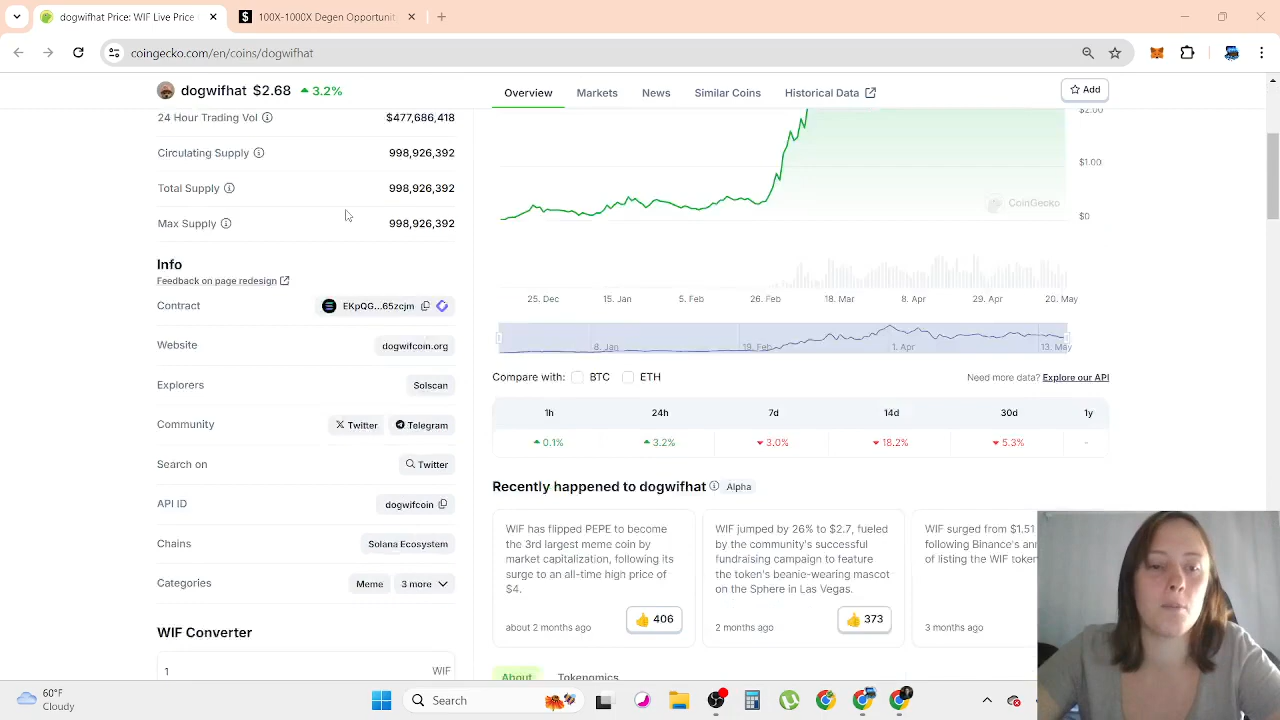 dogwifhat Price: WIF Live Price
100X-1000X Degen Opportunit
coingecko.com/en/coins/dogwifhat
dogwifhat $2.68 3.2%
Overview Markets News Similar Coins Historical Data
Add
24 Hour Trading Vol
Circulating Supply 998,926,392
Total Supply 998,926,392
Max Supply 998,926,392
Info
Feedback on page redesign
Contract EKpQG...65zcjm
Website dogwifcoin.org
Explorers Solscan
Community Twitter Telegram
Search on Twitter
API ID dogwifcoin
Chains Solana Ecosystem
Categories Meme 3 more
WIF Converter
1 WIF
$2.00
$1.00
CoinGecko
$0
25. Dec 15. Jan 5. Feb 26. Feb 18. Mar 8. Apr 29. Apr 20. May
8. Jan 19. Feb 1. Apr 13. May
Compare with: BTC ETH
Need more data? Explore our API
1h 24h 7d 14d 30d 1y
0.1% 3.2% 3.0% 18.2% 5.3% -
Recently happened to dogwifhat Alpha
WIF has flipped PEPE to become
the 3rd largest meme coin by
market capitalization, following its
surge to an all-time high price of
$4.
about 2 months ago 406
WIF jumped by 26% to $2.7, fueled
by the community's successful
fundraising campaign to feature
the token's beanie-wearing mascot
on the Sphere in Las Vegas.
2 months ago 373
WIF surged from $1.51
following Binance's
of listing the WIF
3 months ago
About Tokenomics
60°F
Cloudy
Search